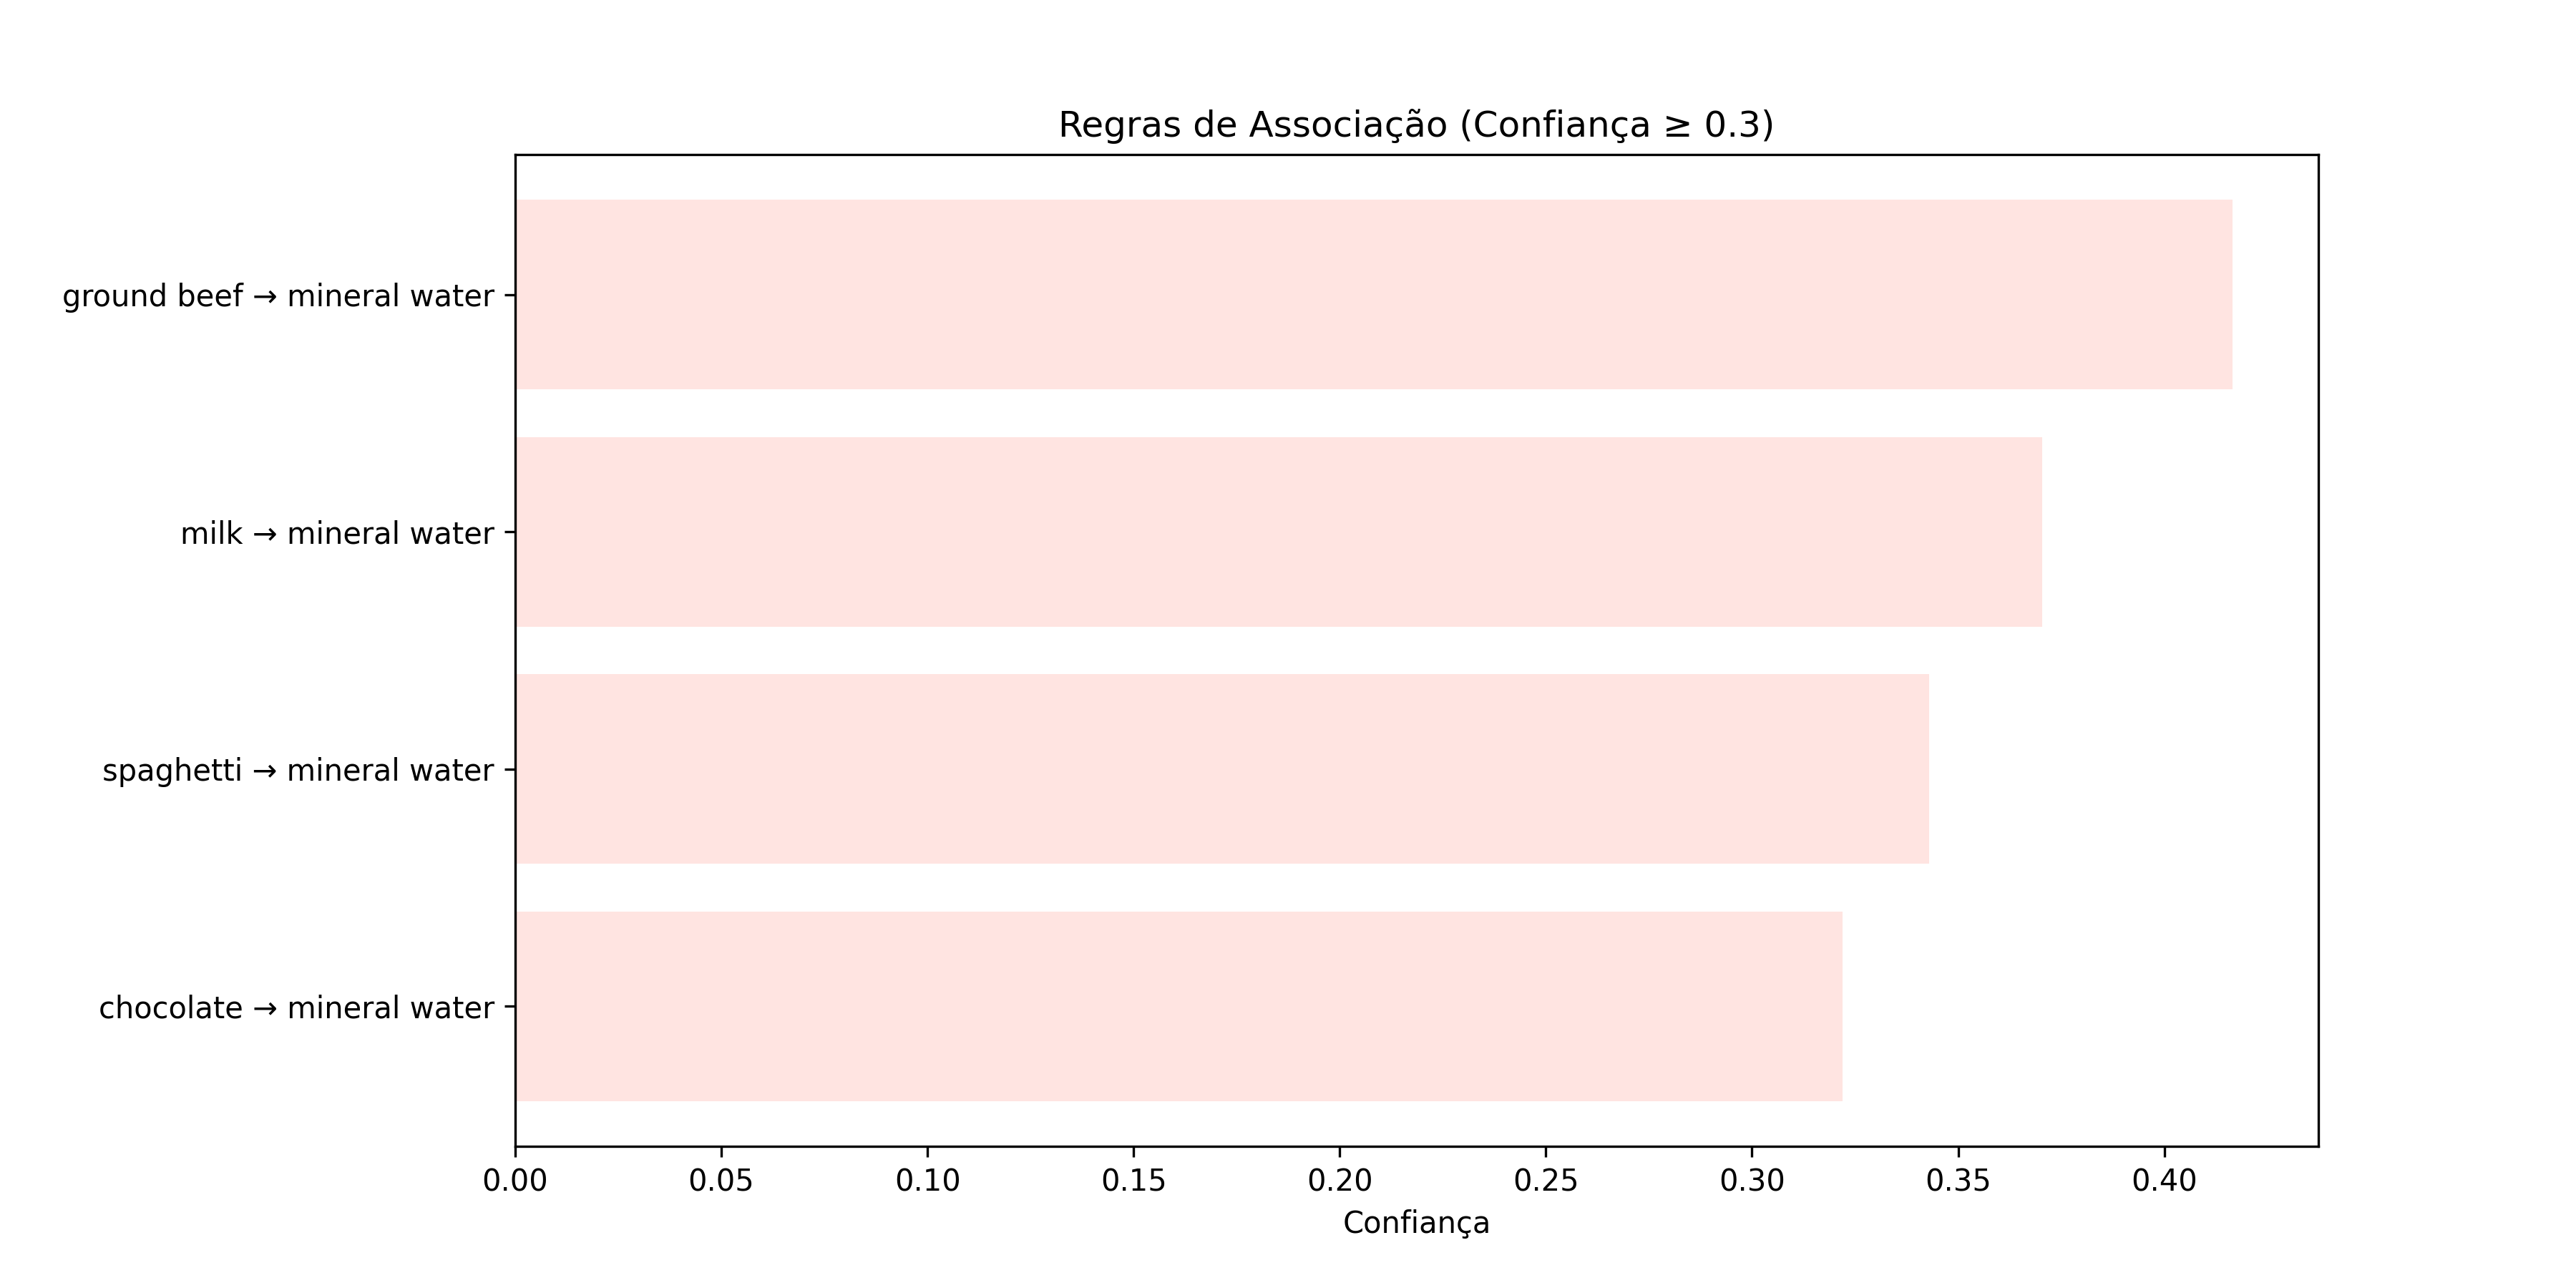 Regras de Associação (Confiança ≥ 0.3)
ground beef → mineral water
milk → mineral water
spaghetti → mineral water
chocolate → mineral water
0.00 0.05 0.10 0.15 0.20 0.25 0.30 0.35 0.40
Confiança